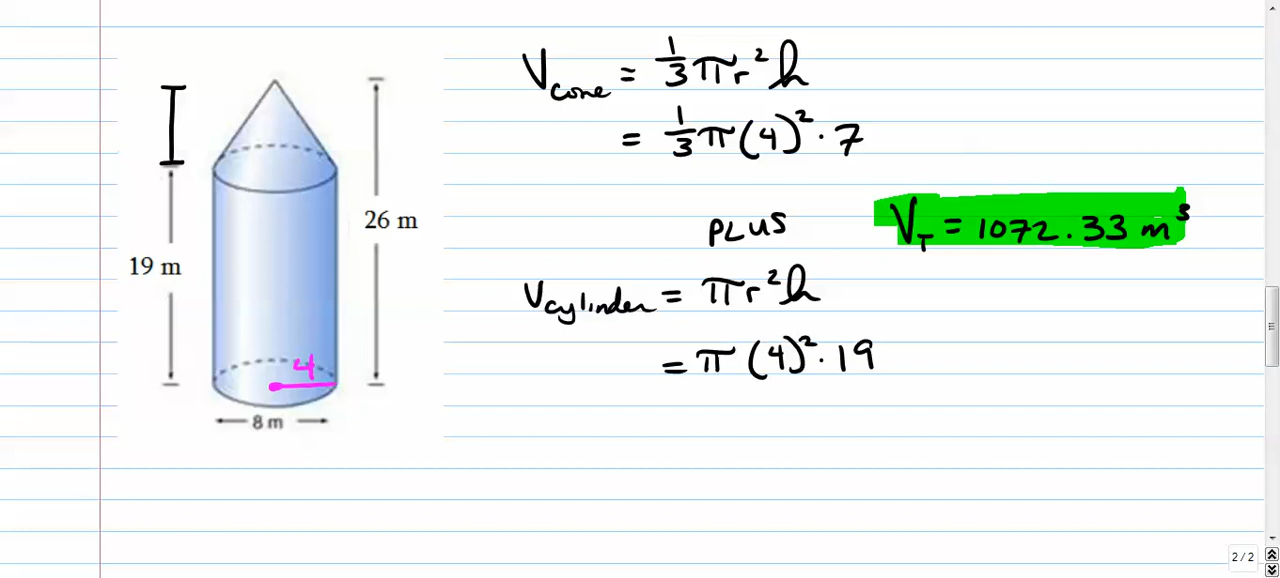 V_cone = 1/3 πr²h
= 1/3 π(4)² · 7
PLUS
V_T = 1072.33 m³
V_cylinder = πr²h
= π(4)² · 19
26 m
19 m
4
8 m
2 / 2